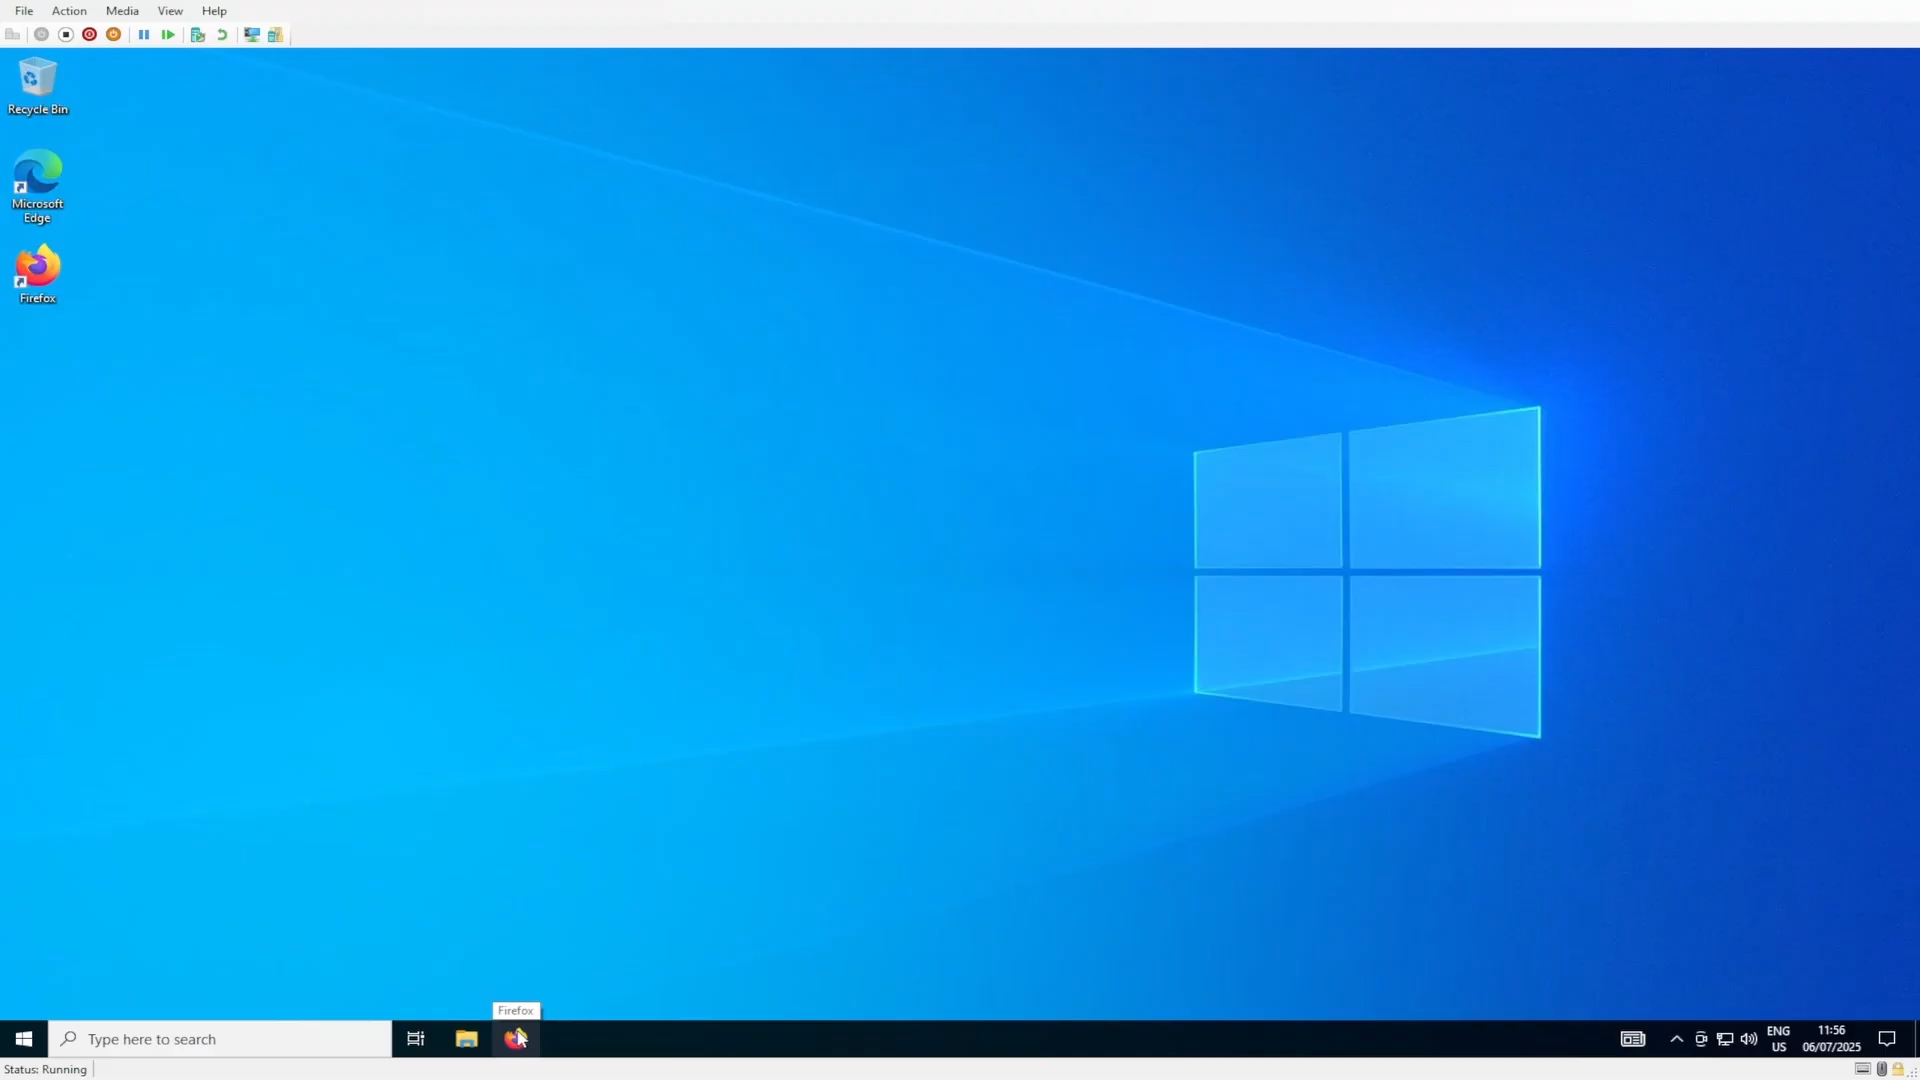 File Action Media View Help
Recycle Bin
Microsoft
Edge
Firefox
Firefox
Type here to search
ENG
US
11:56
06/07/2025
Status: Running